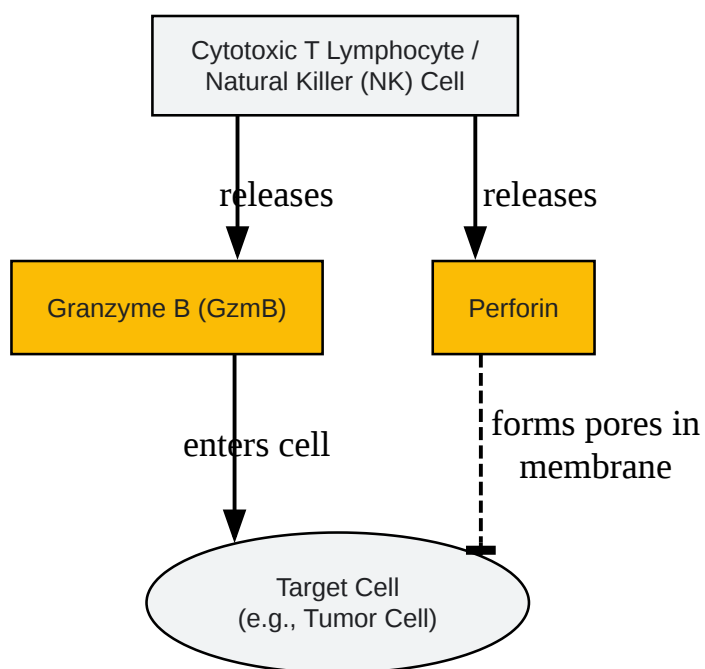 Cytotoxic T Lymphocyte /
Natural Killer (NK) Cell
releases
releases
Granzyme B (GzmB)
Perforin
enters cell
forms pores in
membrane
Target Cell
(e.g., Tumor Cell)